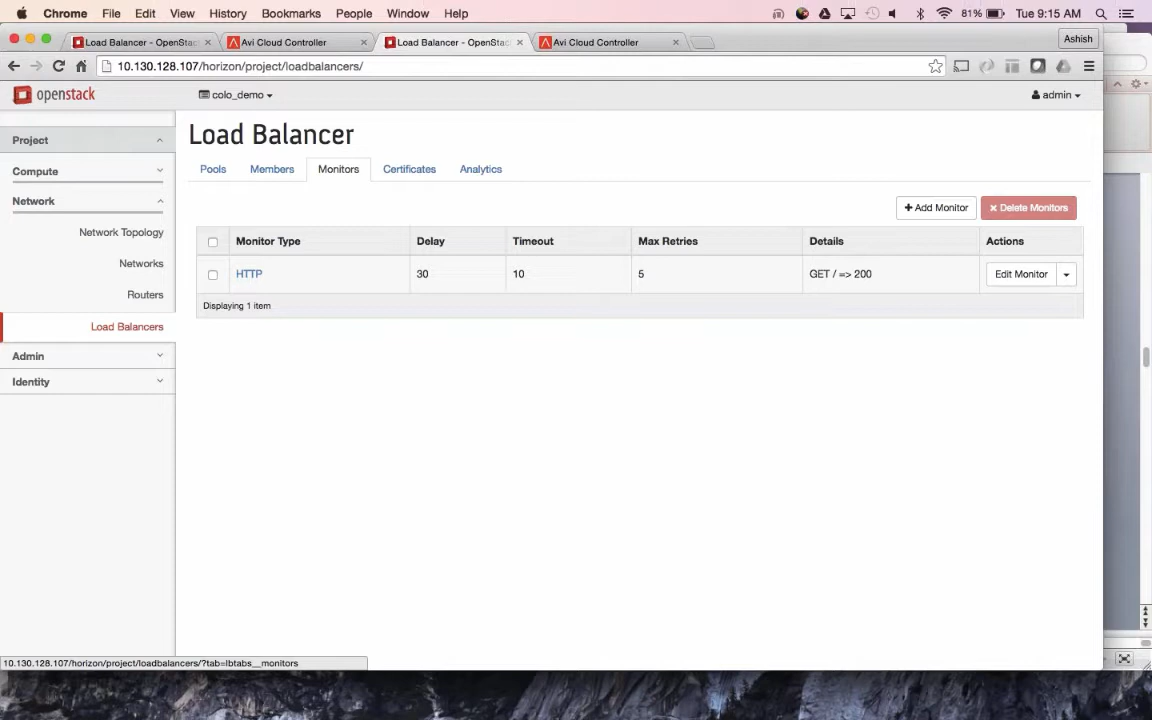 Chrome File Edit View History Bookmarks People Window Help 81% Tue 9:15 AM
Load Balancer - OpenStac × Avi Cloud Controller × Load Balancer - OpenStac × Avi Cloud Controller × Ashish
10.130.128.107/horizon/project/loadbalancers/
openstack colo_demo admin
Load Balancer
Project
Compute
Network
Network Topology
Networks
Routers
Load Balancers
Admin
Identity
Pools Members Monitors Certificates Analytics
+ Add Monitor × Delete Monitors
Monitor Type Delay Timeout Max Retries Details Actions
HTTP 30 10 5 GET / => 200 Edit Monitor
Displaying 1 item
10.130.128.107/horizon/project/loadbalancers/?tab=lbtabs__monitors